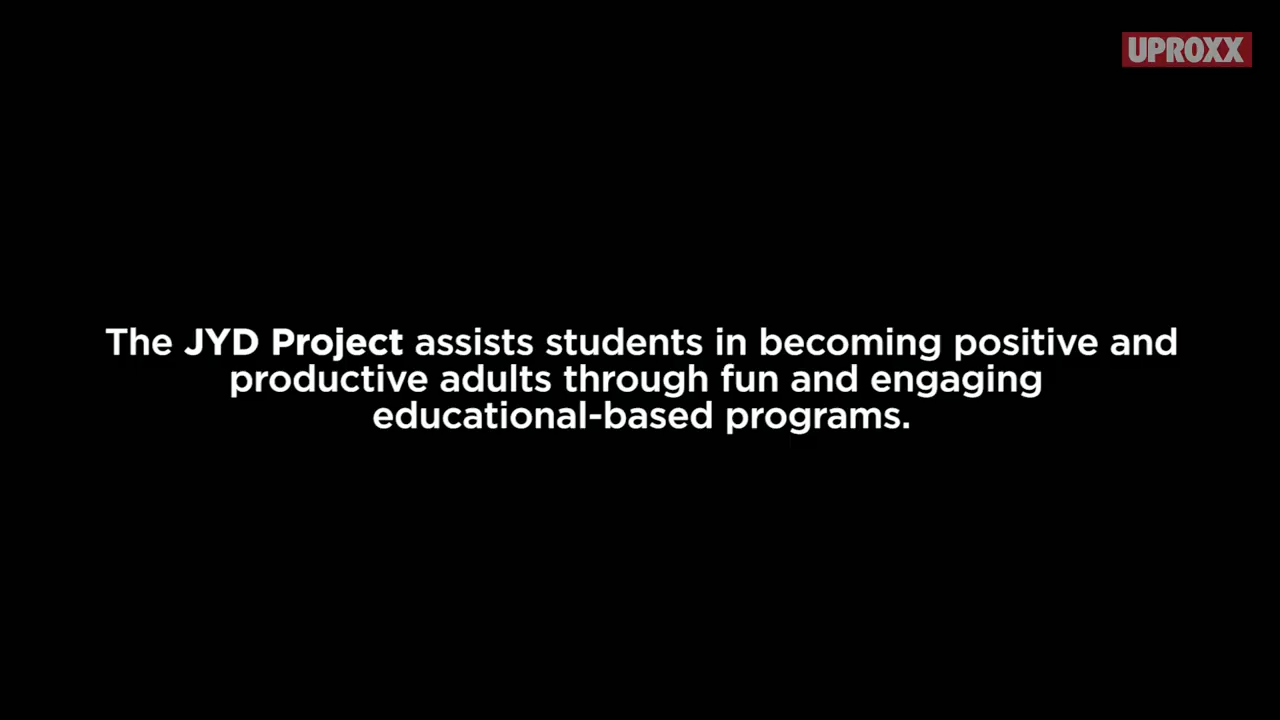 UPROXX
The JYD Project assists students in becoming positive and
productive adults through fun and engaging
educational-based programs.